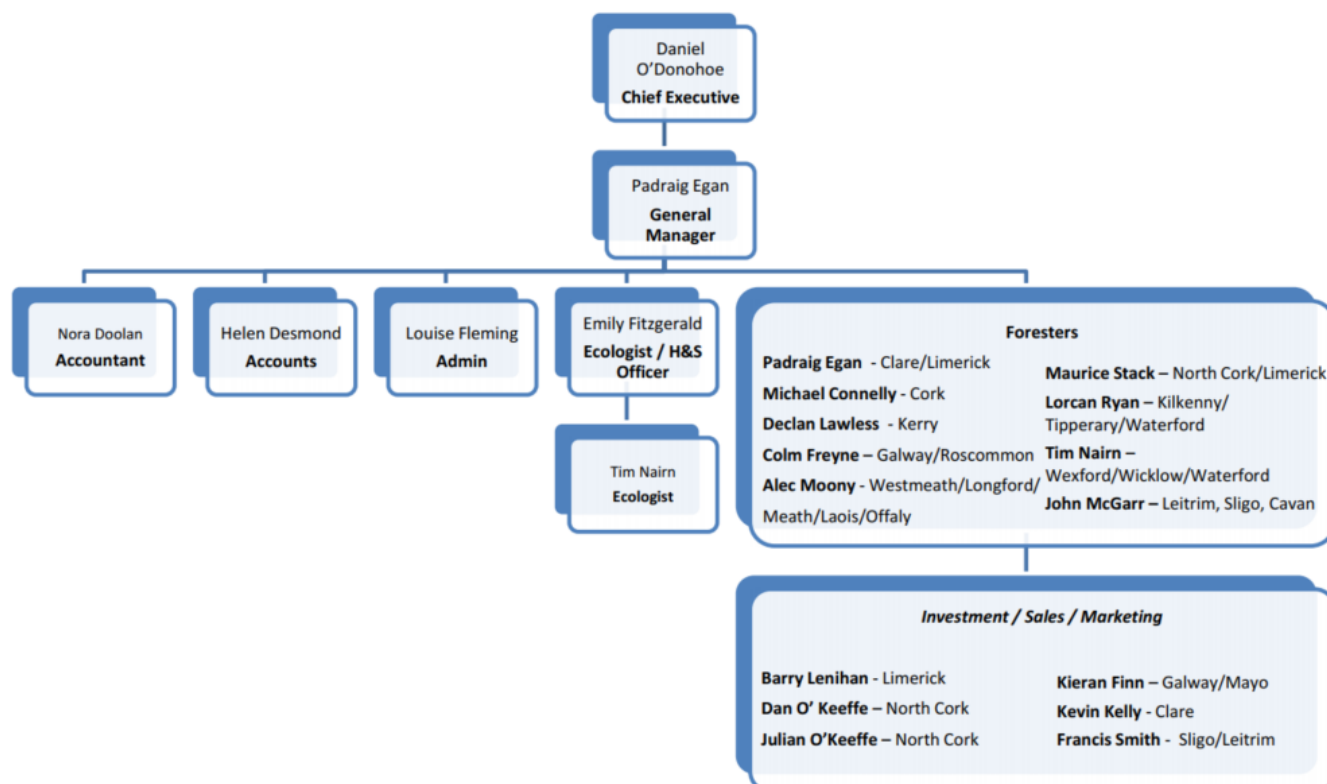 Daniel
O'Donohoe
Chief Executive
Padraig Egan
General
Manager
Nora Doolan
Accountant
Helen Desmond
Accounts
Louise Fleming
Admin
Emily Fitzgerald
Ecologist / H&S
Officer
Tim Nairn
Ecologist
Foresters
Padraig Egan - Clare/Limerick
Michael Connelly - Cork
Declan Lawless - Kerry
Colm Freyne – Galway/Roscommon
Alec Moony - Westmeath/Longford/
Meath/Laois/Offaly
Maurice Stack – North Cork/Limerick
Lorcan Ryan – Kilkenny/
Tipperary/Waterford
Tim Nairn –
Wexford/Wicklow/Waterford
John McGarr – Leitrim, Sligo, Cavan
Investment / Sales / Marketing
Barry Lenihan - Limerick
Dan O' Keeffe – North Cork
Julian O'Keeffe – North Cork
Kieran Finn – Galway/Mayo
Kevin Kelly - Clare
Francis Smith - Sligo/Leitrim